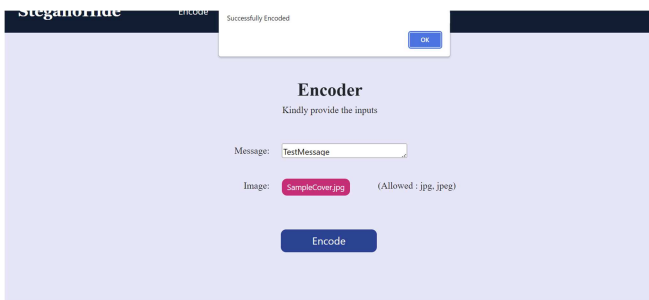 Encode
Successfully Encoded
OK
Encoder
Kindly provide the inputs
Message:
TestMessage
Image:
SampleCover.jpg
(Allowed : jpg, jpeg)
Encode